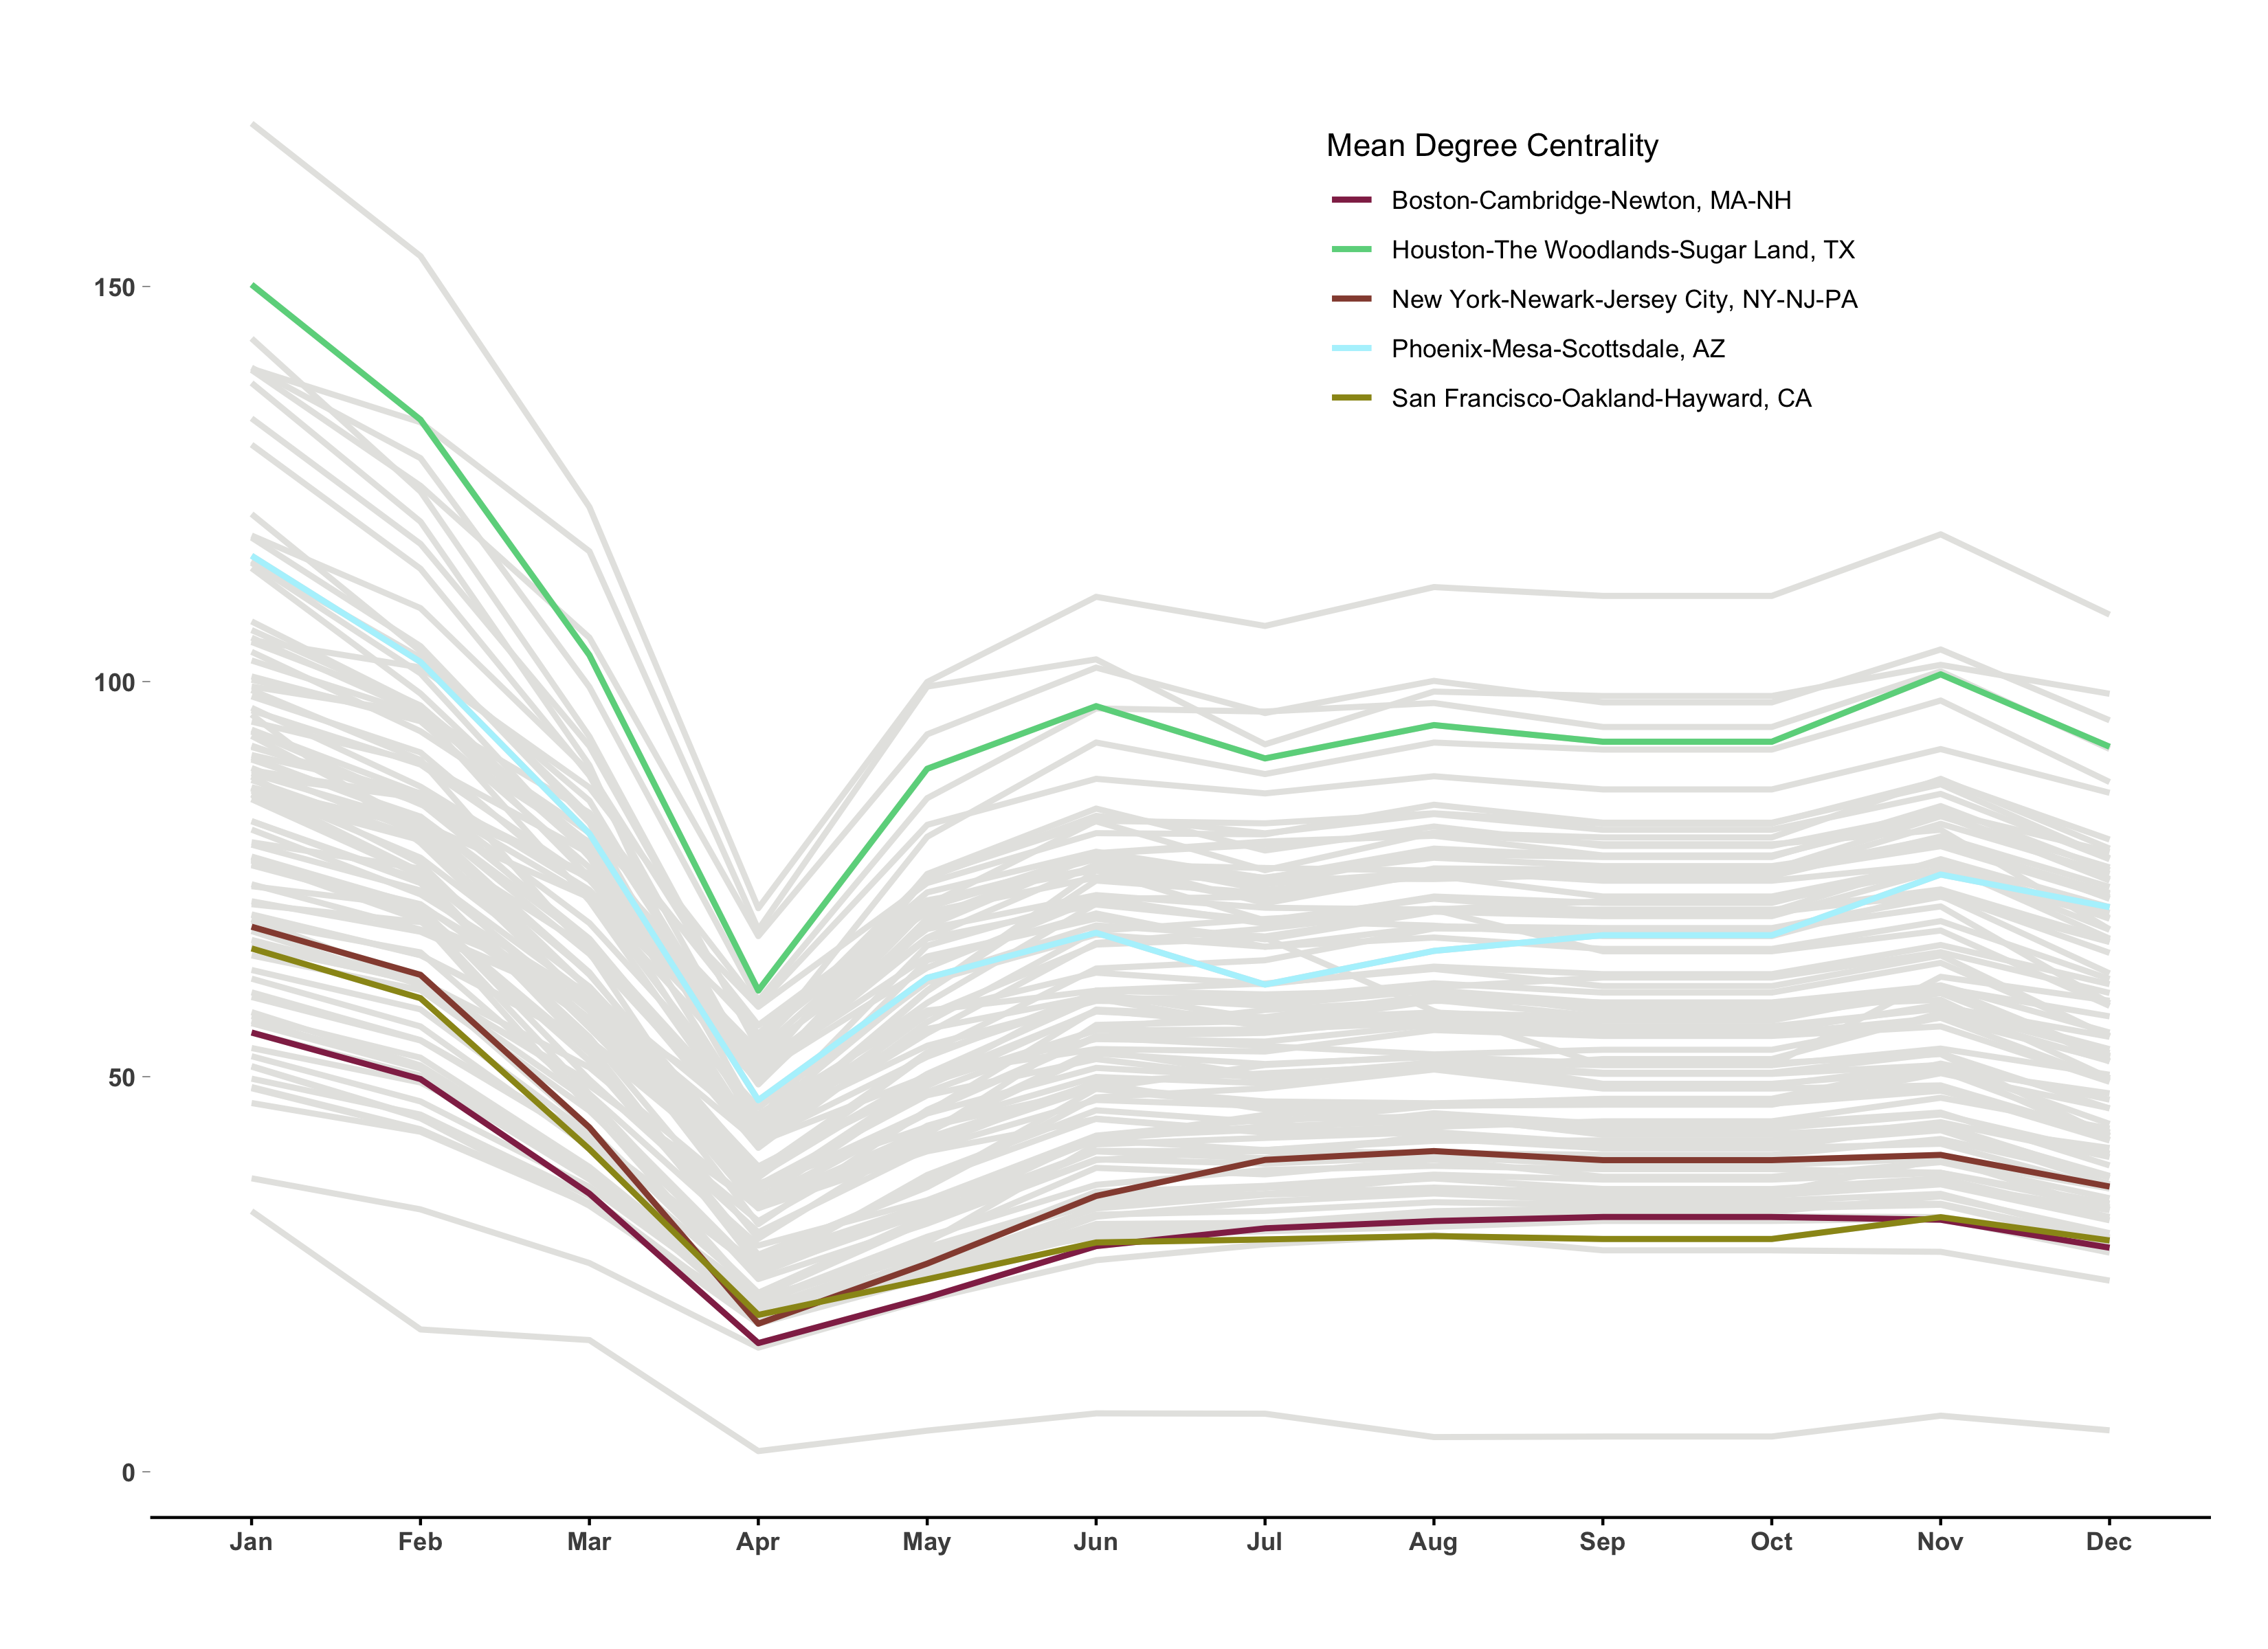 Mean Degree Centrality
Boston-Cambridge-Newton, MA-NH
Houston-The Woodlands-Sugar Land, TX
New York-Newark-Jersey City, NY-NJ-PA
Phoenix-Mesa-Scottsdale, AZ
San Francisco-Oakland-Hayward, CA
150
100
50
0
Jan Feb Mar Apr May Jun Jul Aug Sep Oct Nov Dec